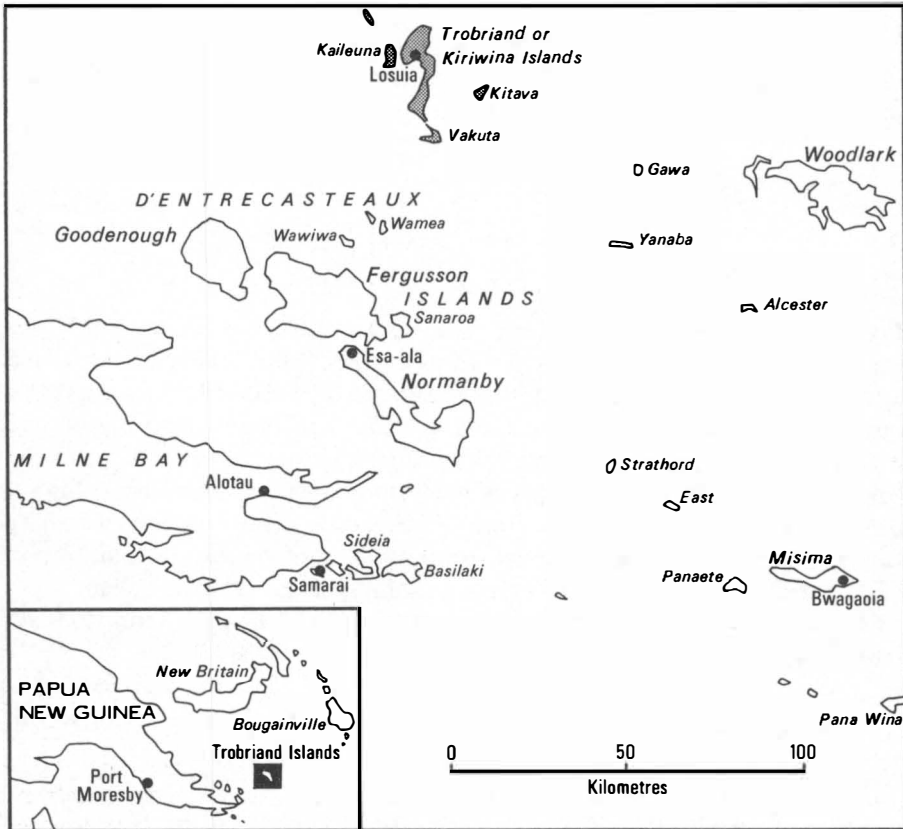 Trobriand or
Kiriwina Islands
Kaileuna
Losuia
Kitava
Vakuta
Woodlark
Gawa
D'ENTRECASTEAUX
Wamea
Goodenough
Wawiwa
Yanaba
Fergusson
ISLANDS
Sanaroa
Alcester
Esa-ala
Normanby
MILNE BAY
Strathord
Alotau
East
Sideia
Misima
Basilaki
Samarai
Panaete
Bwagaoia
New Britain
PAPUA
NEW GUINEA
Bougainville
Pana Wina
Trobriand Islands
0 50 100
Kilometres
Port
Moresby